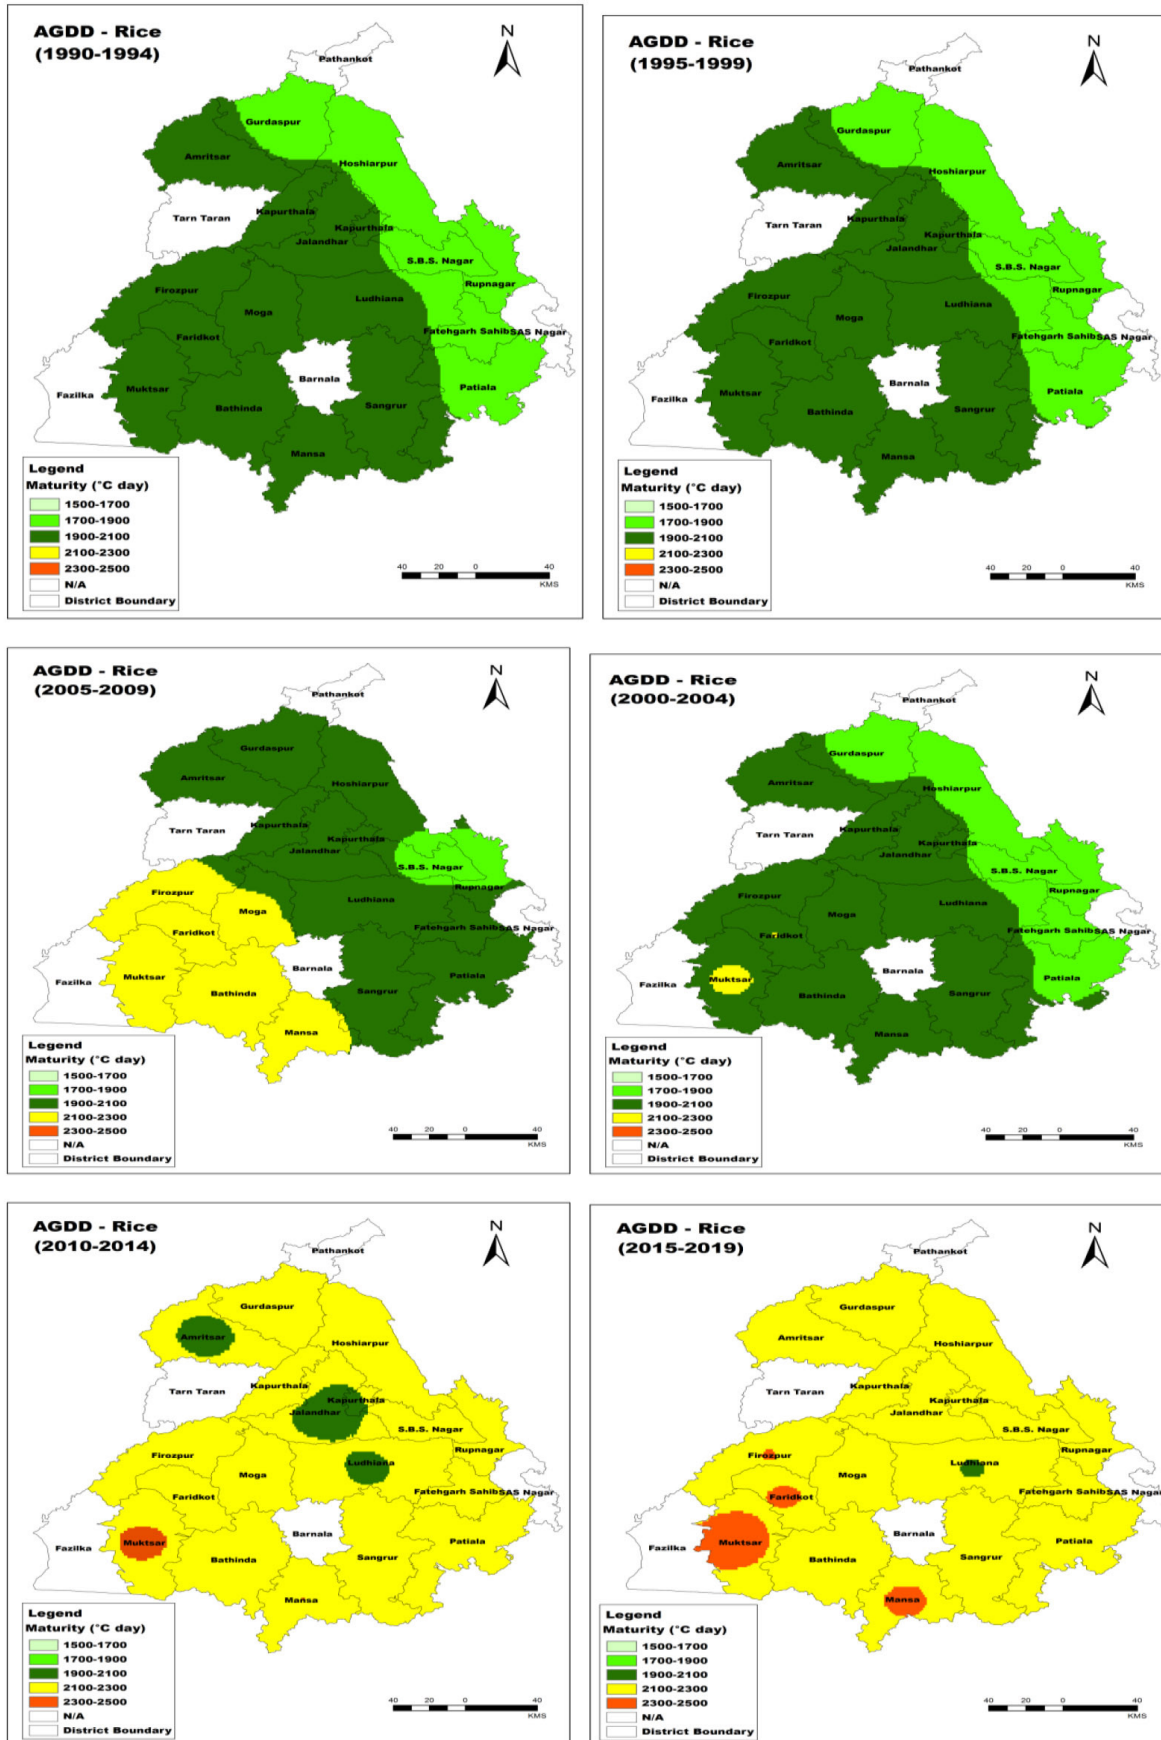 AGDD - Rice
(1990-1994)
N
Pathankot
Gurdaspur
Amritsar
Hoshiarpur
Tarn Taran
Kapurthala
Kapurthala
Jalandhar
S.B.S. Nagar
Rupnagar
Firozpur
Ludhiana
Moga
Fatehgarh Sahib
SAS Nagar
Faridkot
Barnala
Patiala
Muktsar
Fazilka
Bathinda
Sangrur
Mansa
Legend
Maturity (°C day)
1500-1700
1700-1900
1900-2100
2100-2300
2300-2500
N/A
District Boundary
40 20 0 40
KMS
AGDD - Rice
(1995-1999)
N
Pathankot
Gurdaspur
Amritsar
Hoshiarpur
Tarn Taran
Kapurthala
Kapurthala
Jalandhar
S.B.S. Nagar
Rupnagar
Firozpur
Ludhiana
Moga
Fatehgarh Sahib
SAS Nagar
Faridkot
Barnala
Patiala
Muktsar
Fazilka
Bathinda
Sangrur
Mansa
Legend
Maturity (°C day)
1500-1700
1700-1900
1900-2100
2100-2300
2300-2500
N/A
District Boundary
40 20 0 40
KMS
AGDD - Rice
(2005-2009)
N
Pathankot
Gurdaspur
Amritsar
Hoshiarpur
Tarn Taran
Kapurthala
Kapurthala
Jalandhar
S.B.S. Nagar
Rupnagar
Firozpur
Ludhiana
Moga
Fatehgarh Sahib
SAS Nagar
Faridkot
Barnala
Patiala
Muktsar
Fazilka
Bathinda
Sangrur
Mansa
Legend
Maturity (°C day)
1500-1700
1700-1900
1900-2100
2100-2300
2300-2500
N/A
District Boundary
40 20 0 40
KMS
AGDD - Rice
(2000-2004)
N
Pathankot
Gurdaspur
Amritsar
Hoshiarpur
Tarn Taran
Kapurthala
Kapurthala
Jalandhar
S.B.S. Nagar
Rupnagar
Firozpur
Ludhiana
Moga
Fatehgarh Sahib
SAS Nagar
Faridkot
Barnala
Patiala
Muktsar
Fazilka
Bathinda
Sangrur
Mansa
Legend
Maturity (°C day)
1500-1700
1700-1900
1900-2100
2100-2300
2300-2500
N/A
District Boundary
40 20 0 40
KMS
AGDD - Rice
(2010-2014)
N
Pathankot
Gurdaspur
Amritsar
Hoshiarpur
Tarn Taran
Kapurthala
Kapurthala
Jalandhar
S.B.S. Nagar
Rupnagar
Firozpur
Ludhiana
Moga
Fatehgarh Sahib
SAS Nagar
Faridkot
Barnala
Patiala
Muktsar
Fazilka
Bathinda
Sangrur
Mansa
Legend
Maturity (°C day)
1500-1700
1700-1900
1900-2100
2100-2300
2300-2500
N/A
District Boundary
40 20 0 40
KMS
AGDD - Rice
(2015-2019)
N
Pathankot
Gurdaspur
Amritsar
Hoshiarpur
Tarn Taran
Kapurthala
Kapurthala
Jalandhar
S.B.S. Nagar
Rupnagar
Firozpur
Ludhiana
Moga
Fatehgarh Sahib
SAS Nagar
Faridkot
Barnala
Patiala
Muktsar
Fazilka
Bathinda
Sangrur
Mansa
Legend
Maturity (°C day)
1500-1700
1700-1900
1900-2100
2100-2300
2300-2500
N/A
District Boundary
40 20 0 40
KMS